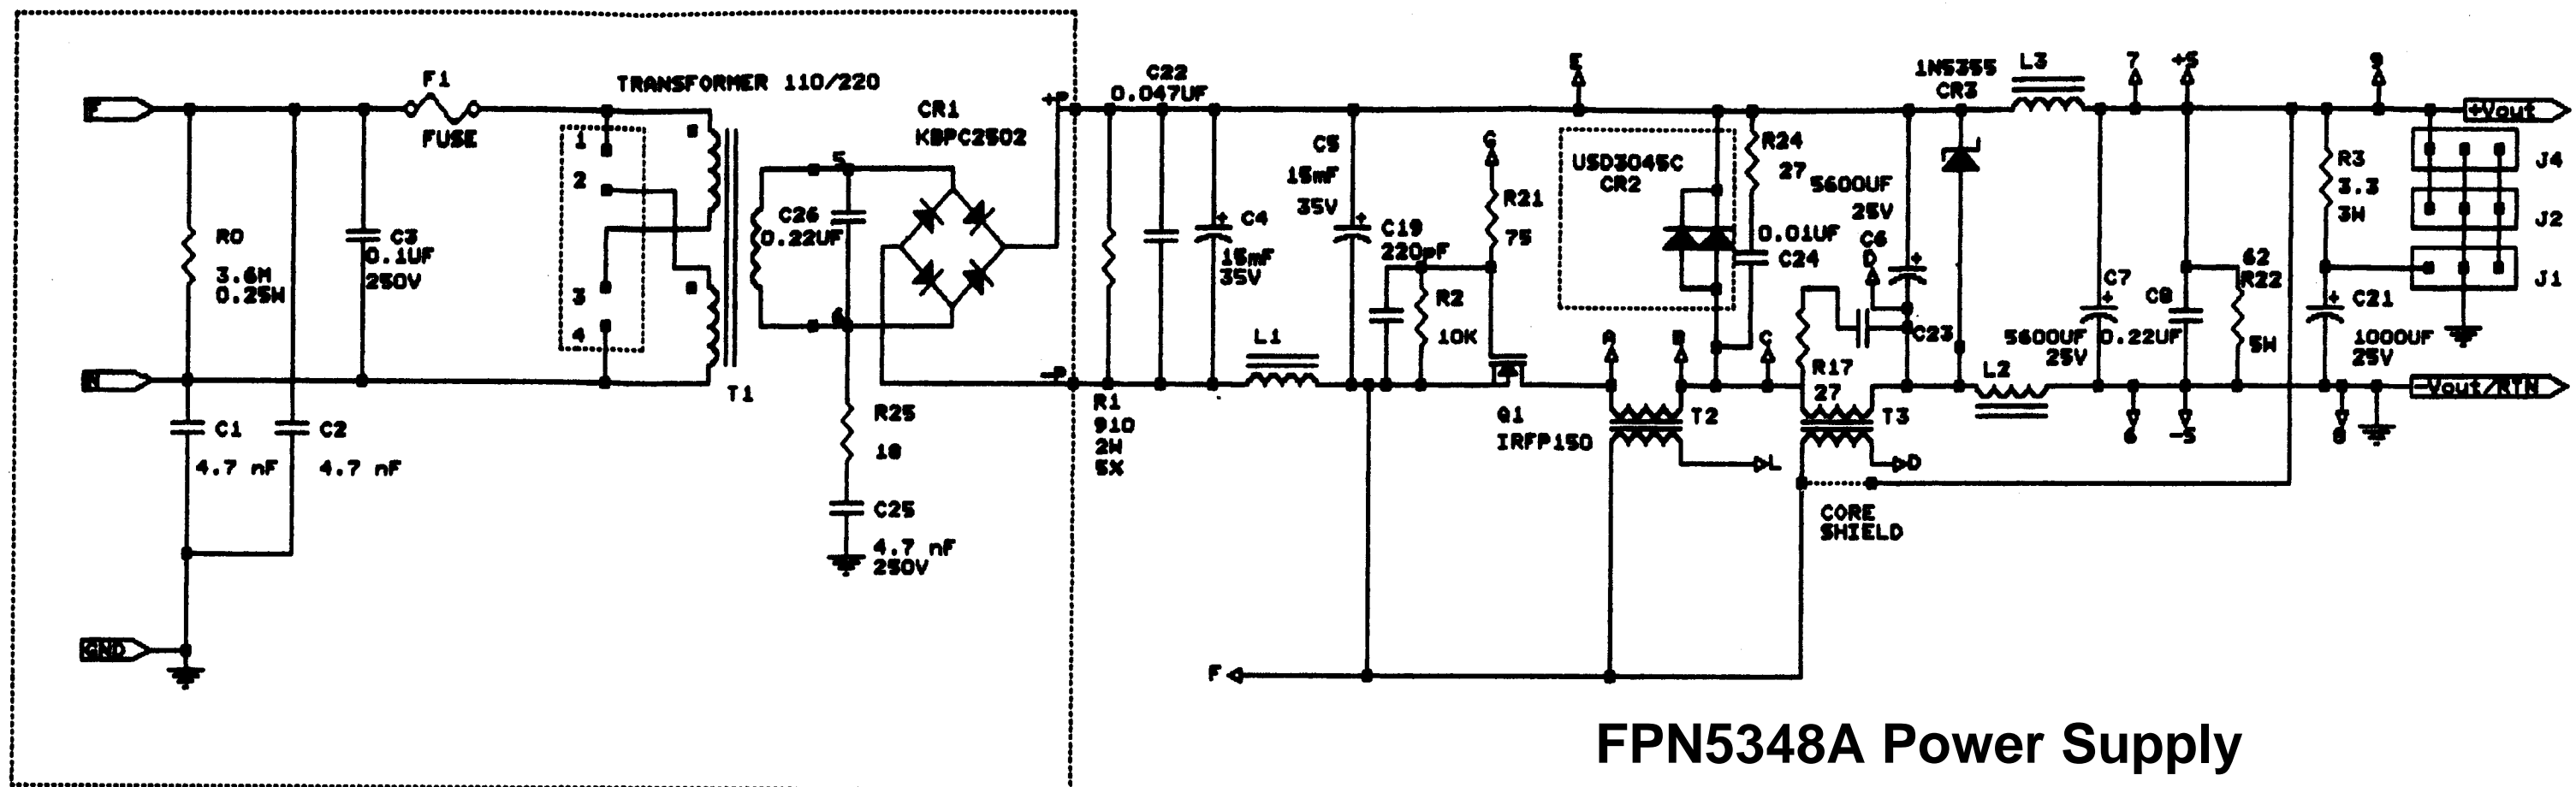 F1
FUSE
TRANSFORMER 110/220
1
2
3
4
R0
3.6M
0.25W
C3
0.1UF
250V
N
C1
4.7 nF
C2
4.7 nF
GND
T1
5
6
C26
0.22UF
CR1
KBPC2502
R25
18
C25
4.7 nF
250V
+P
-P
C22
0.047UF
R1
910
2W
5%
C4
15mF
35V
L1
C5
15mF
35V
C19
220pF
R2
10K
G
R21
75
Q1
IRFP150
E
USD3045C
CR2
R24
27
0.01UF
C24
A
B
C
T2
L
F
5600UF
25V
C6
D
C23
R17
27
T3
D
CORE
SHIELD
1N5355
CR3
L3
L2
7
+S
9
C7
5600UF
25V
C8
0.22UF
62
R22
5W
6
-S
8
R3
3.3
3W
C21
1000UF
25V
+Vout
J4
J2
J1
-Vout/RTN
FPN5348A Power Supply